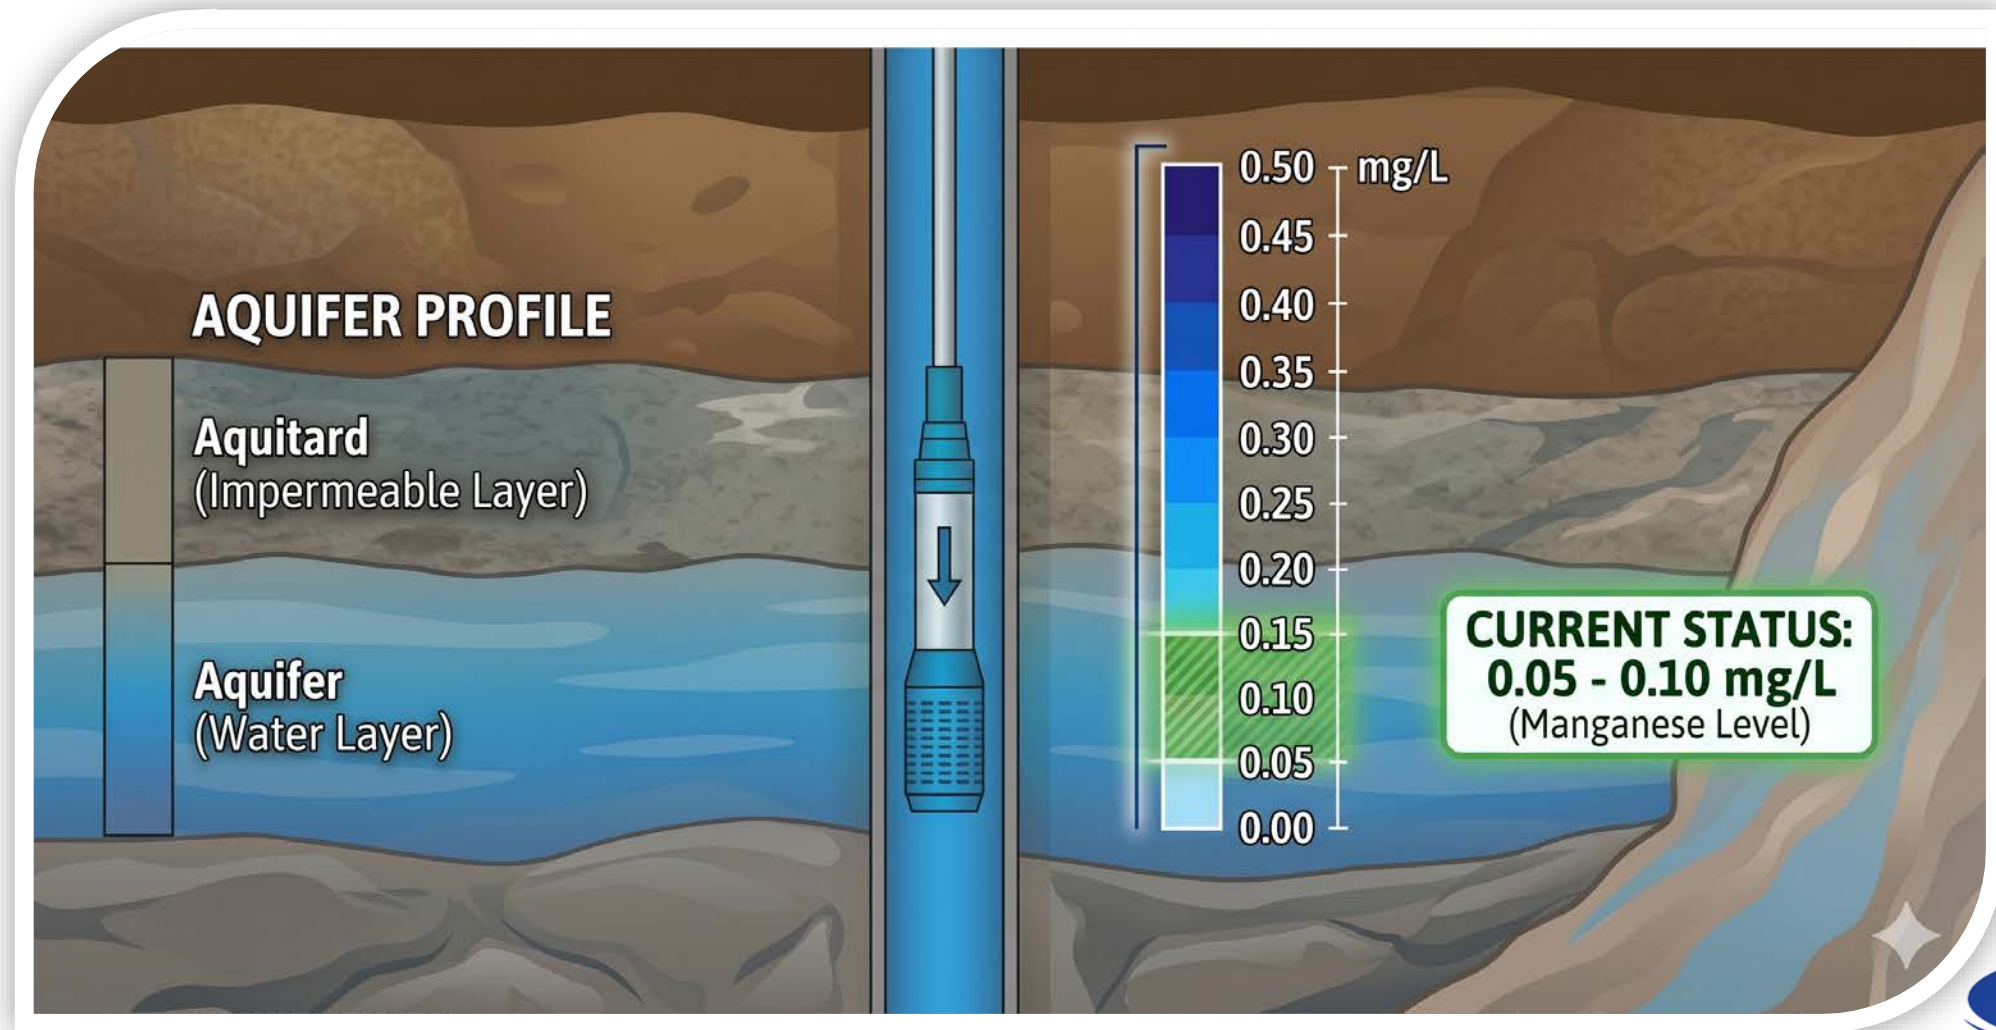 AQUIFER PROFILE
Aquitard
(Impermeable Layer)
Aquifer
(Water Layer)
0.50 mg/L
0.45
0.40
0.35
0.30
0.25
0.20
0.15
0.10
0.05
0.00
CURRENT STATUS:
0.05 - 0.10 mg/L
(Manganese Level)